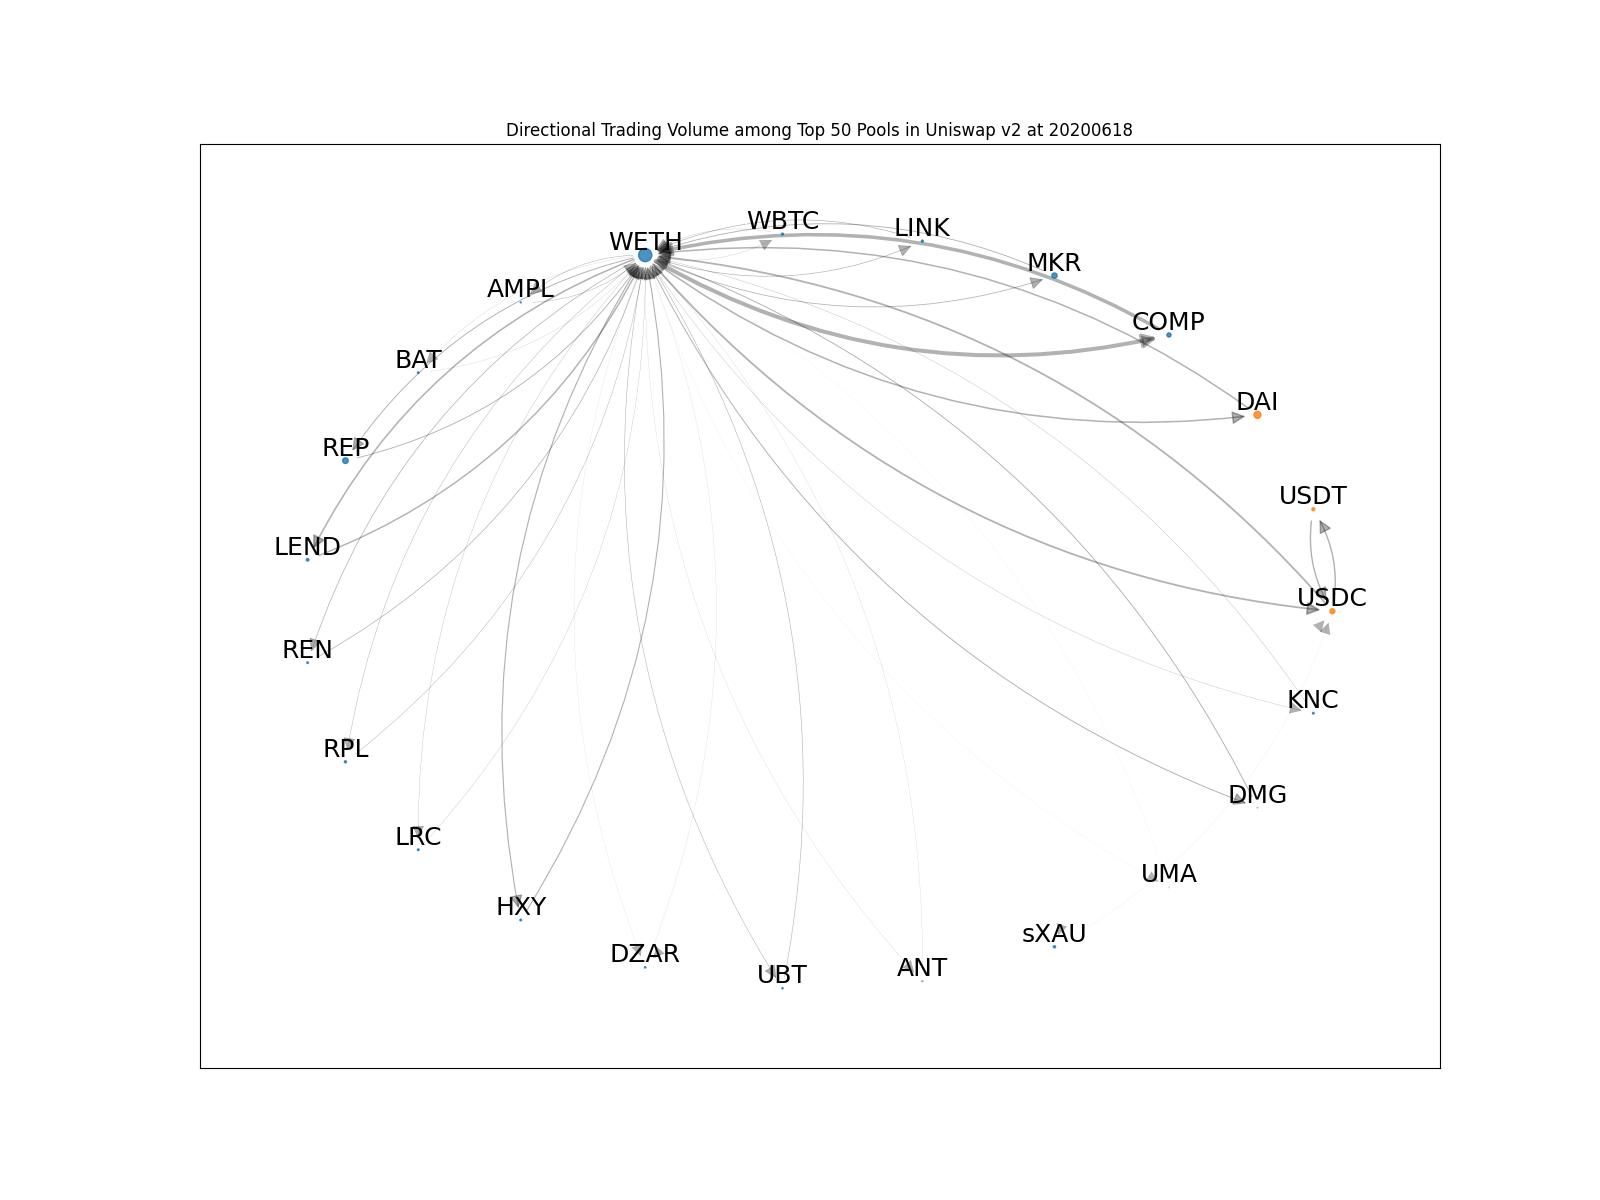 Directional Trading Volume among Top 50 Pools in Uniswap v2 at 20200618
WBTC
LINK
WETH
MKR
AMPL
COMP
BAT
DAI
REP
USDT
LEND
USDC
REN
KNC
RPL
DMG
LRC
UMA
HXY
sXAU
DZAR
ANT
UBT